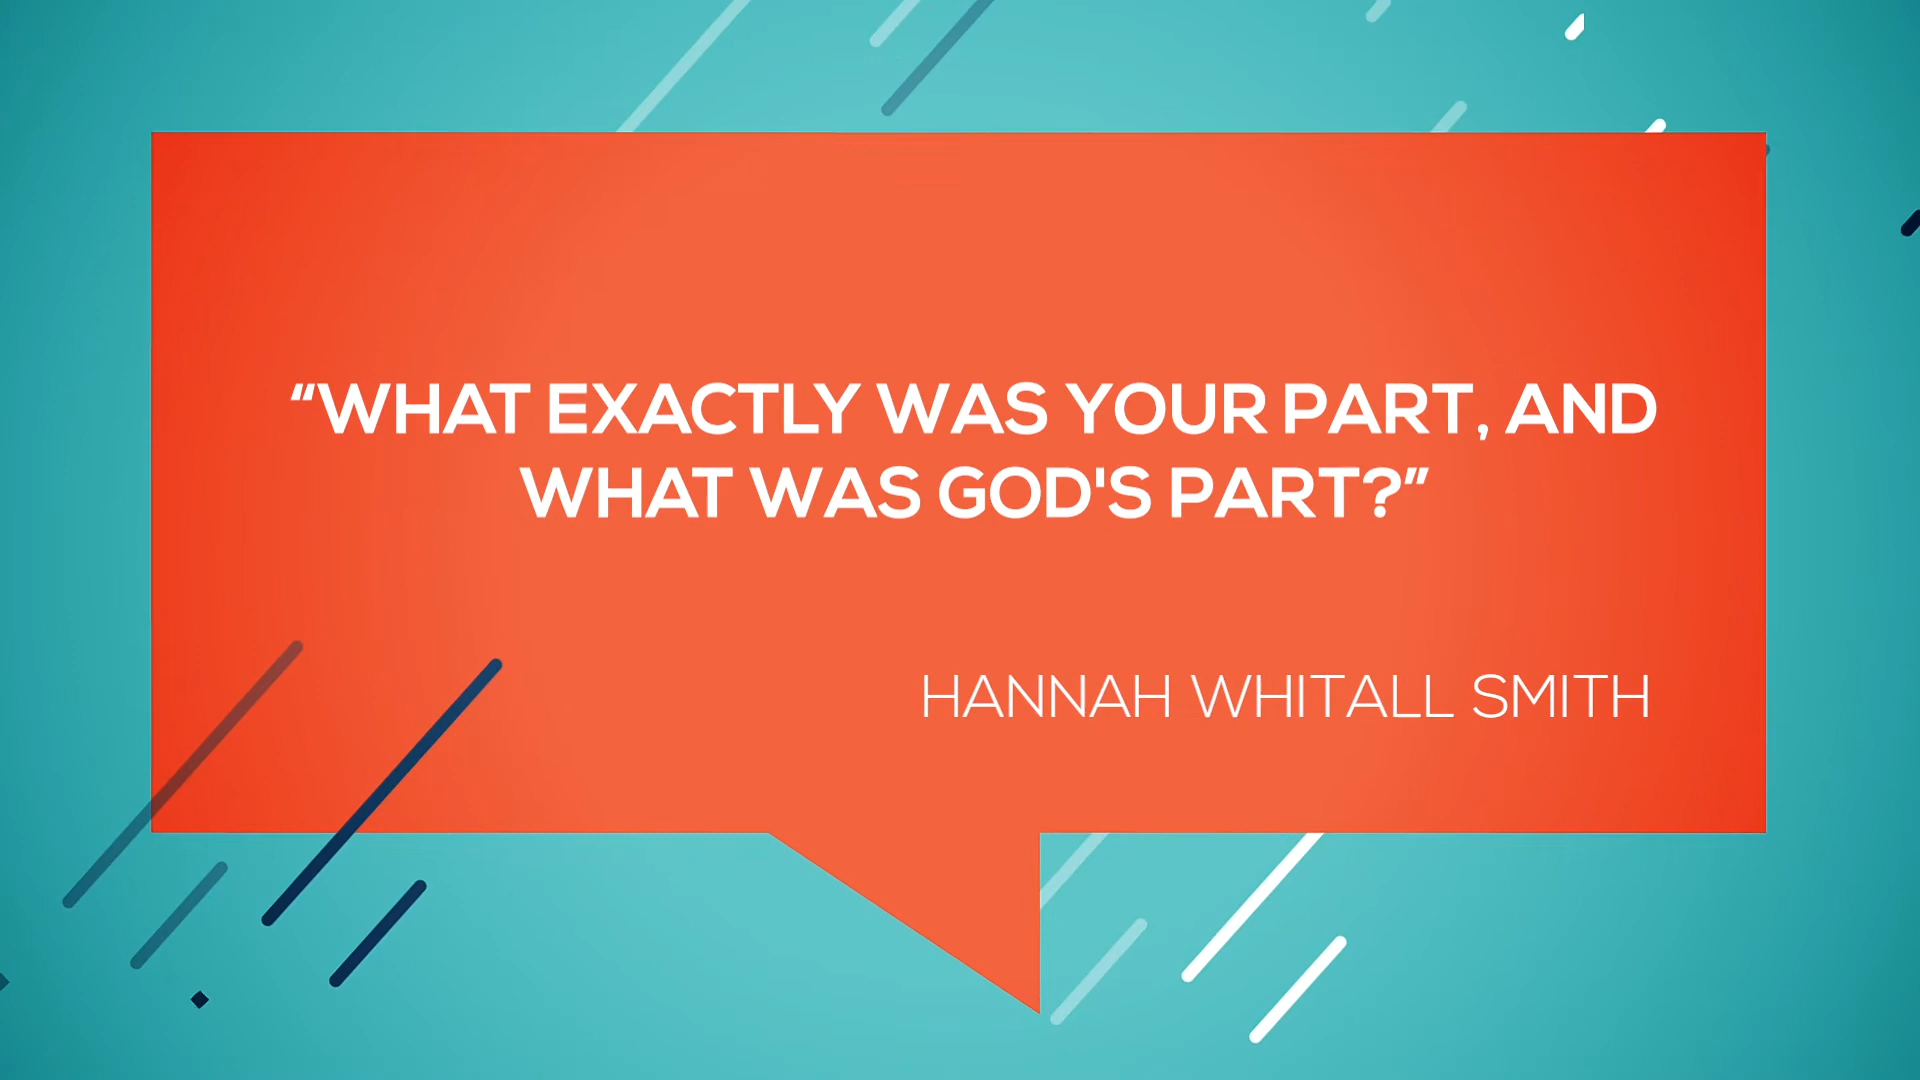 “WHAT EXACTLY WAS YOUR PART, AND
WHAT WAS GOD'S PART?”
HANNAH WHITALL SMITH